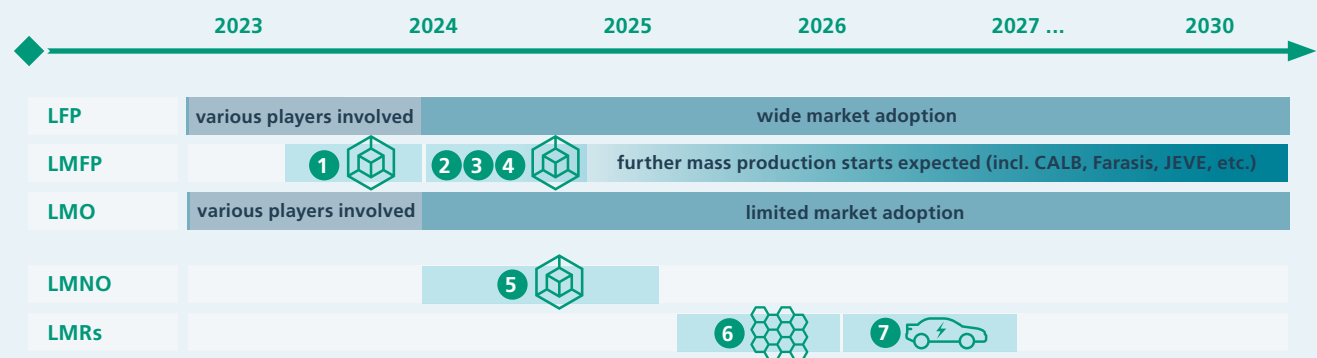 2023 2024 2025 2026 2027 ... 2030
LFP various players involved wide market adoption
LMFP 1 2 3 4 further mass production starts expected (incl. CALB, Farasis, JEVE, etc.)
LMO various players involved limited market adoption
LMNO 5
LMRs 6 7